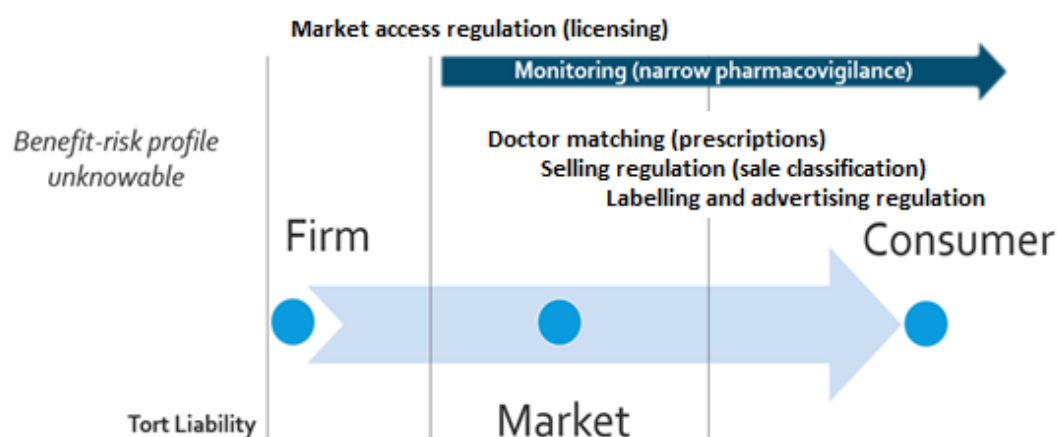 Market access regulation (licensing)
Monitoring (narrow pharmacovigilance)
Benefit-risk profile
unknowable
Doctor matching (prescriptions)
Selling regulation (sale classification)
Labelling and advertising regulation
Firm
Consumer
Tort Liability
Market